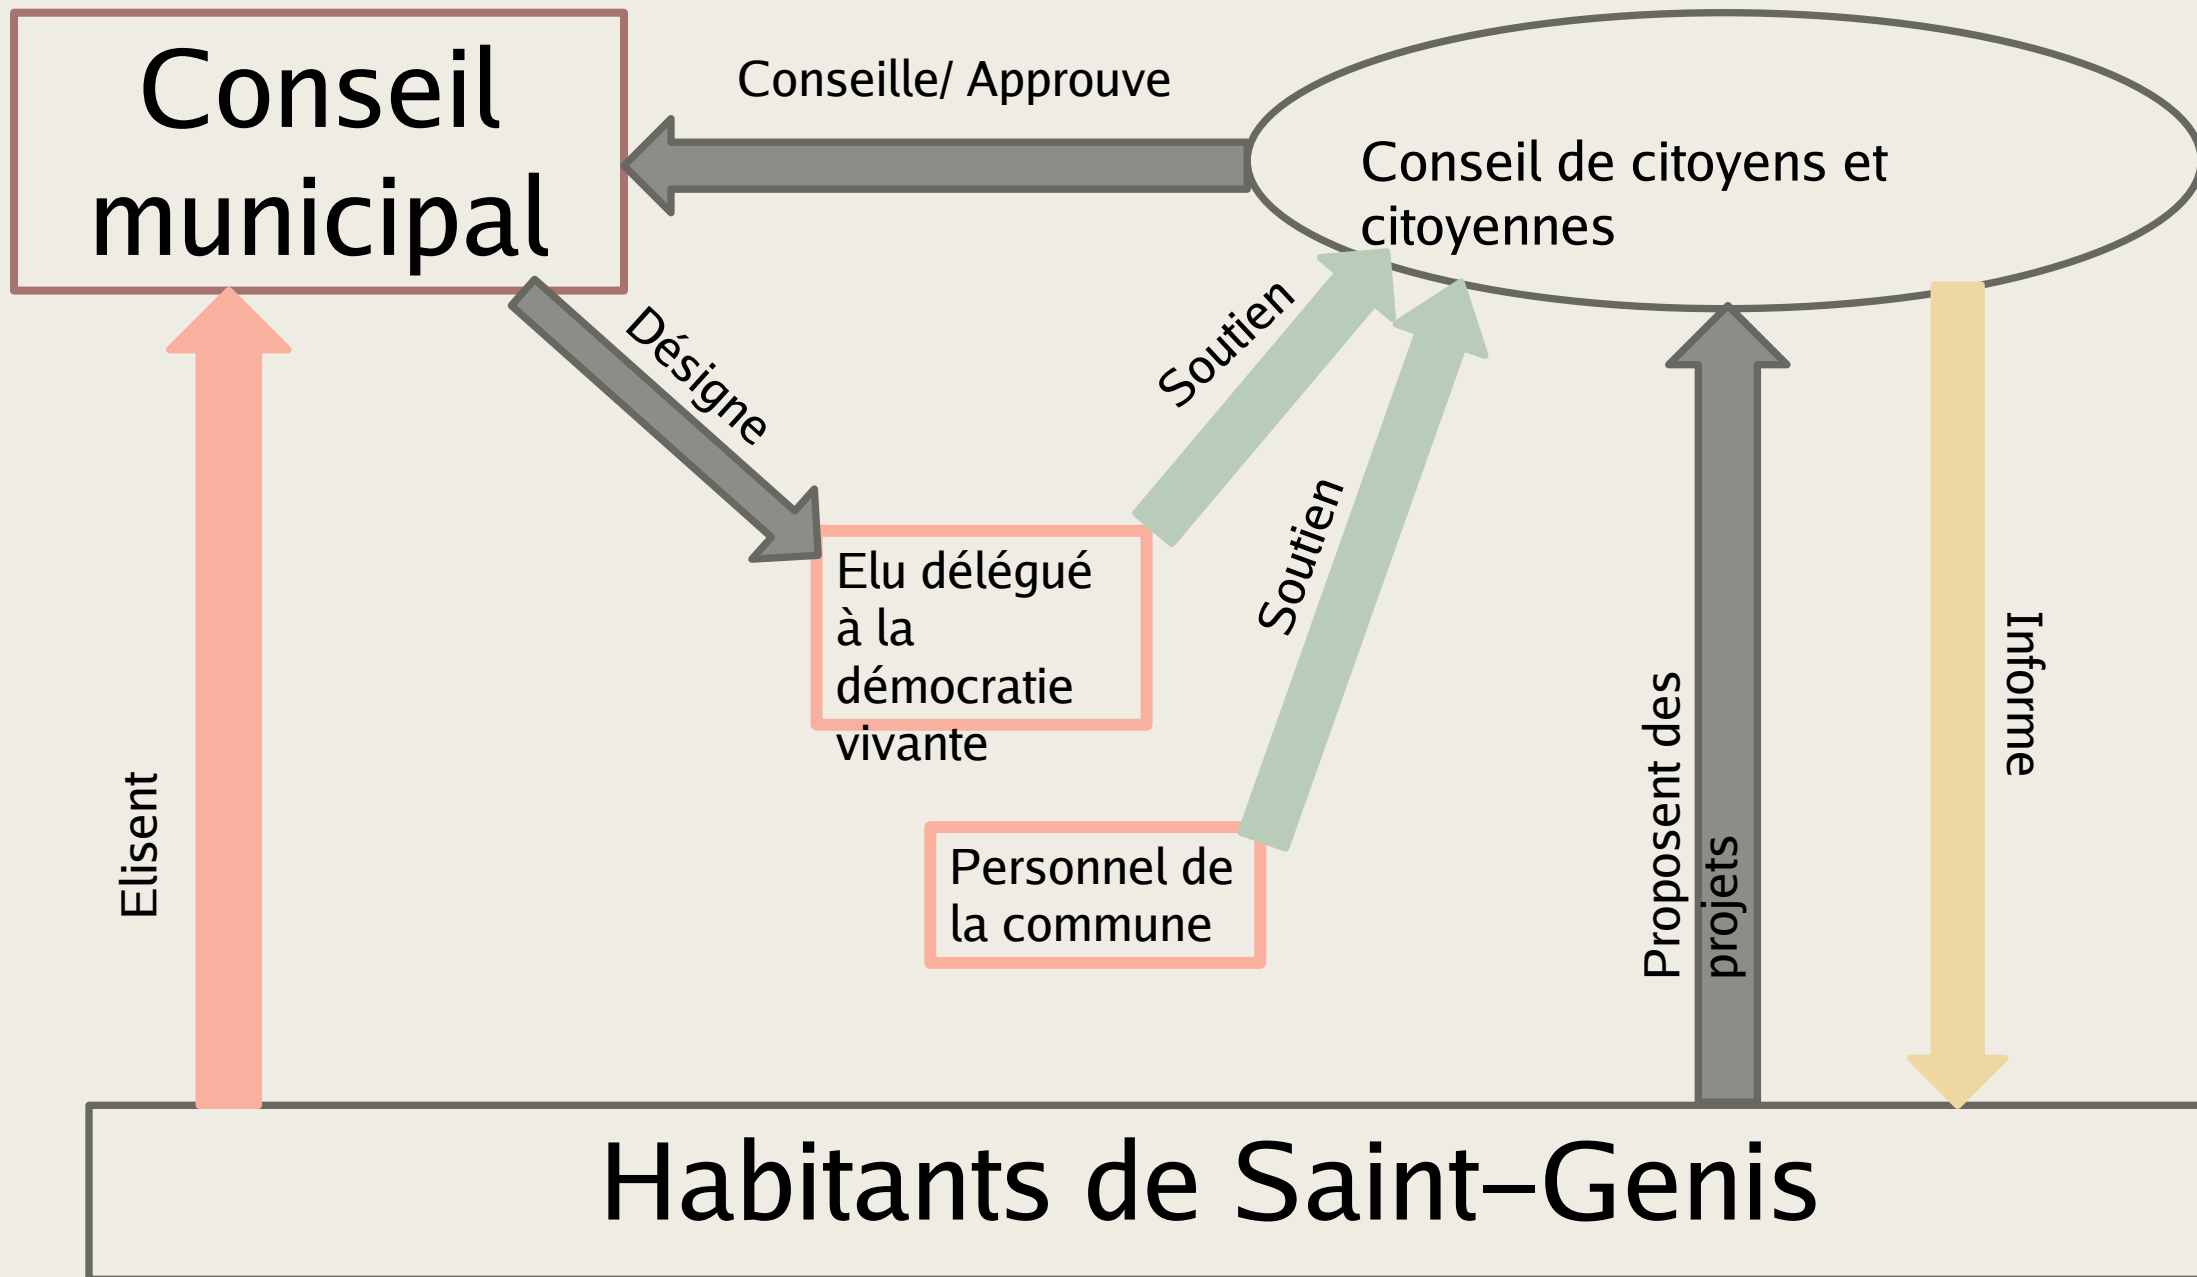 Conseil
municipal
Conseille/ Approuve
Conseil de citoyens et
citoyennes
Désigne
Soutien
Soutien
Elu délégué
à la
démocratie
vivante
Personnel de
la commune
Elisent
Proposent des
projets
Informe
Habitants de Saint–Genis